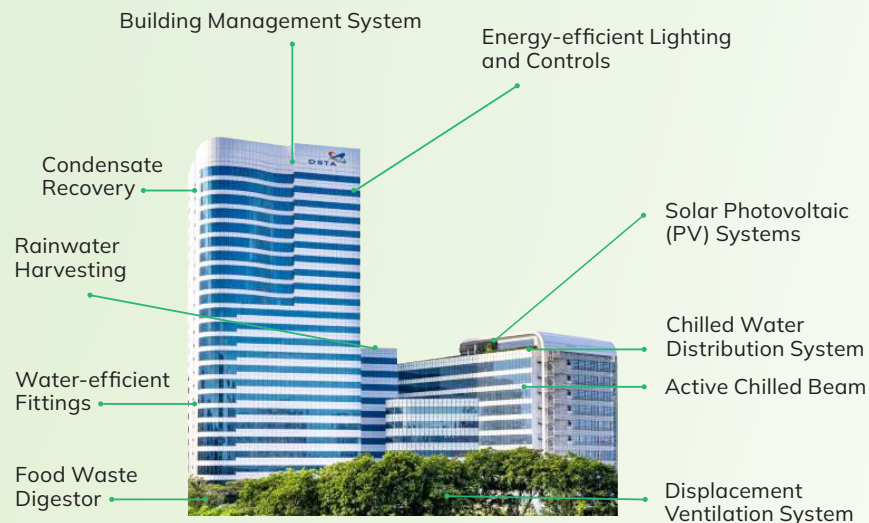 Building Management System
Energy-efficient Lighting
and Controls
DSTA
Condensate
Recovery
Solar Photovoltaic
(PV) Systems
Rainwater
Harvesting
Chilled Water
Distribution System
Water-efficient
Fittings
Active Chilled Beam
Food Waste
Digestor
Displacement
Ventilation System